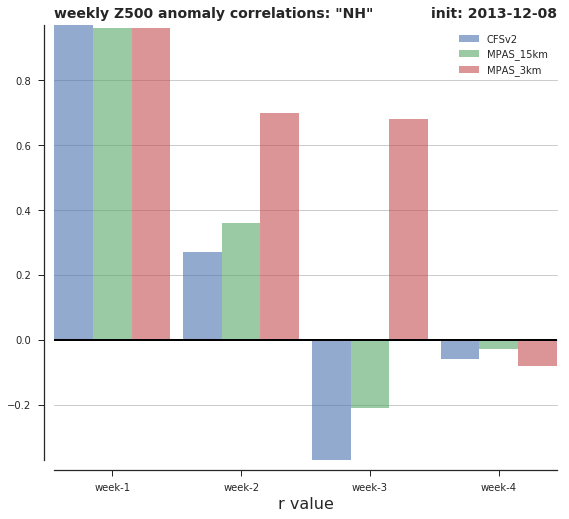 weekly Z500 anomaly correlations: "NH" init: 2013-12-08
CFSv2
MPAS_15km
MPAS_3km
0.8
0.6
0.4
0.2
0.0
−0.2
week-1 week-2 week-3 week-4
r value